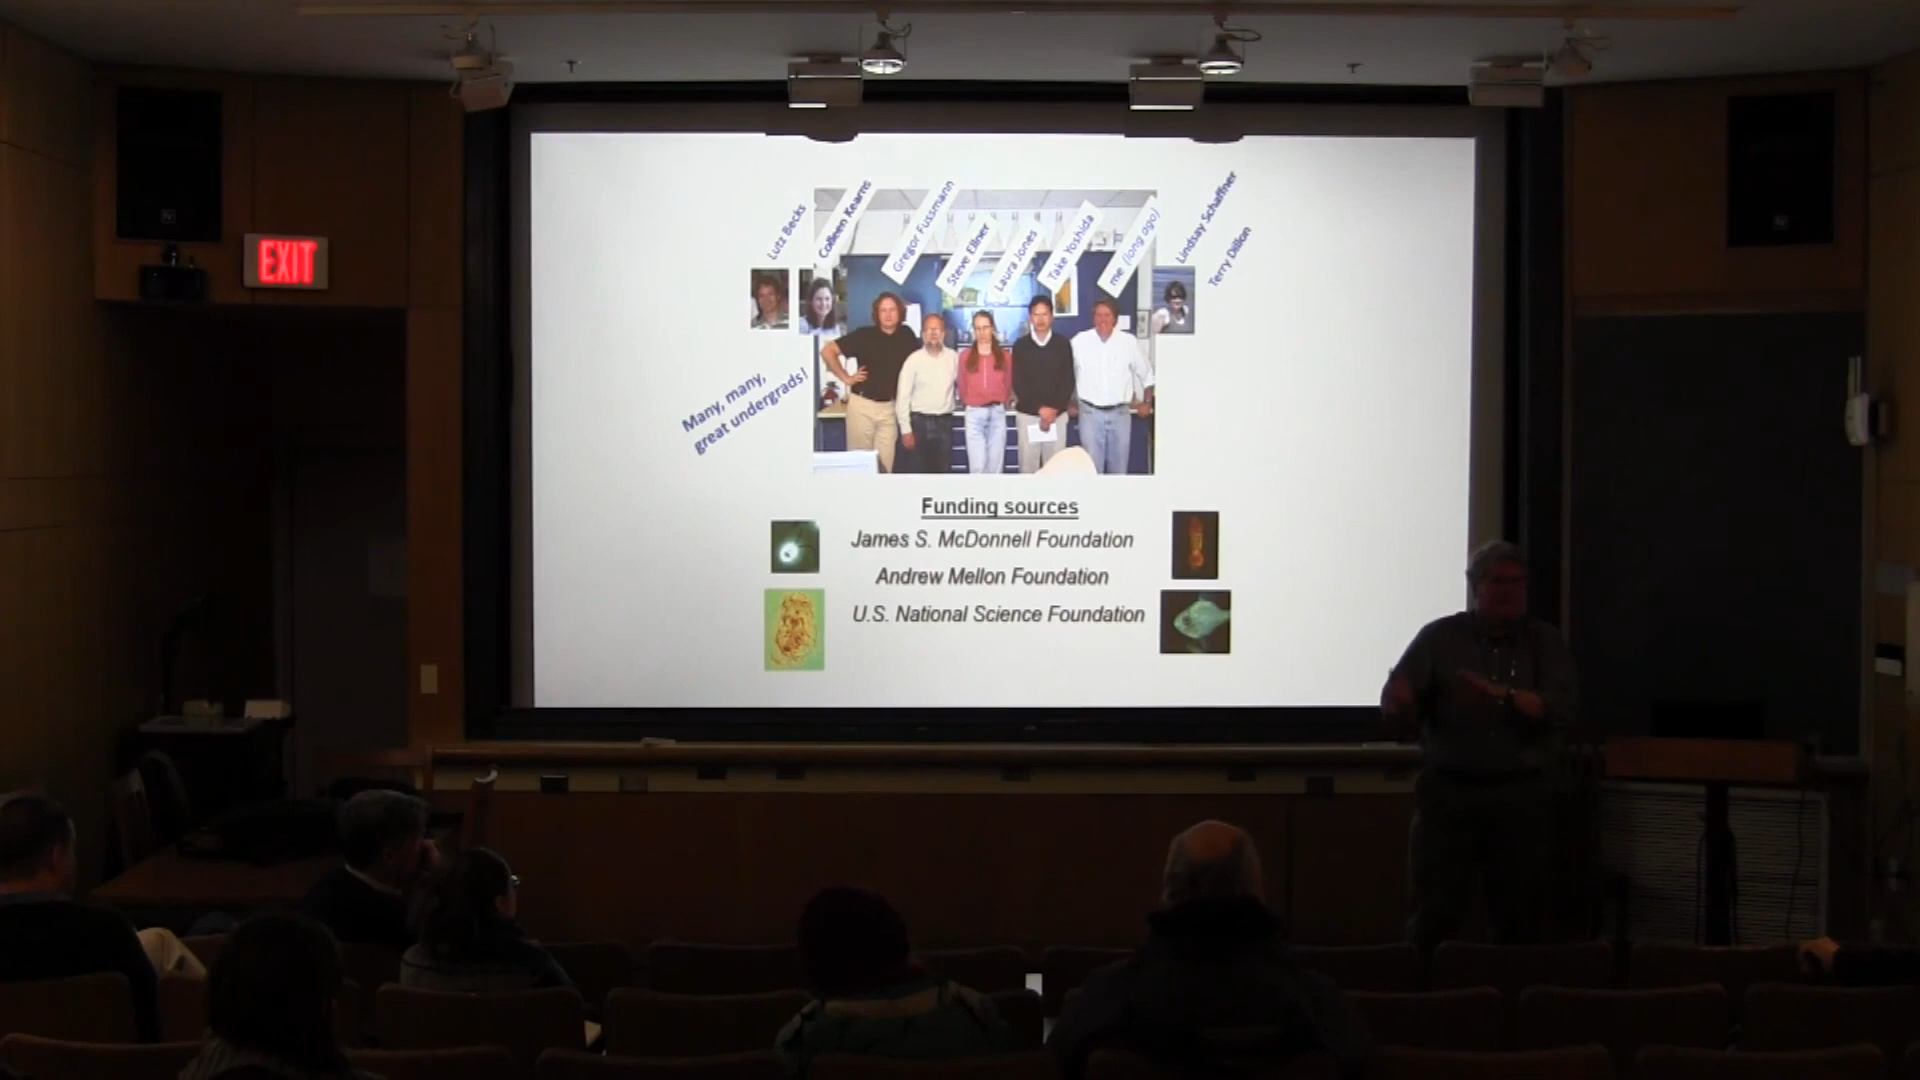 EXIT
Lutz Becks
Colleen Kearns
Gregor Fussmann
Steve Ellner
Laura Jones
Take Yoshida
me (long ago)
Lindsay Schaffner
Terry Dillon
Many, many,
great undergrads!
Funding sources
James S. McDonnell Foundation
Andrew Mellon Foundation
U.S. National Science Foundation